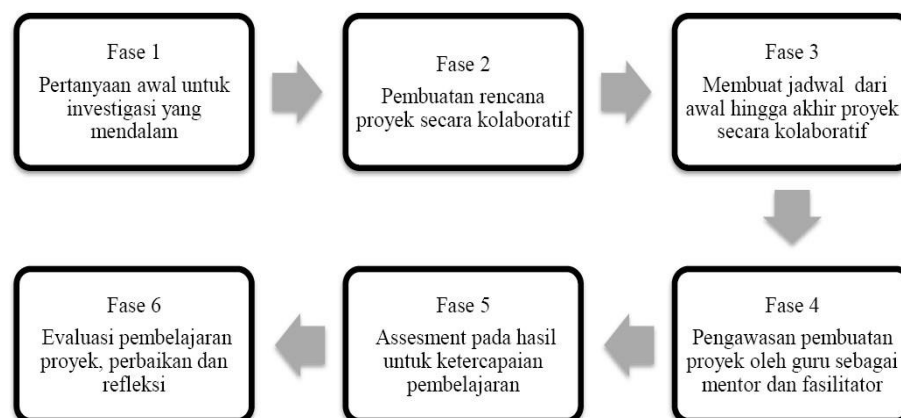 Fase 1
Pertanyaan awal untuk
investigasi yang
mendalam
Fase 2
Pembuatan rencana
proyek secara kolaboratif
Fase 3
Membuat jadwal dari
awal hingga akhir proyek
secara kolaboratif
Fase 4
Pengawasan pembuatan
proyek oleh guru sebagai
mentor dan fasilitator
Fase 5
Assesment pada hasil
untuk ketercapaian
pembelajaran
Fase 6
Evaluasi pembelajaran
proyek, perbaikan dan
refleksi